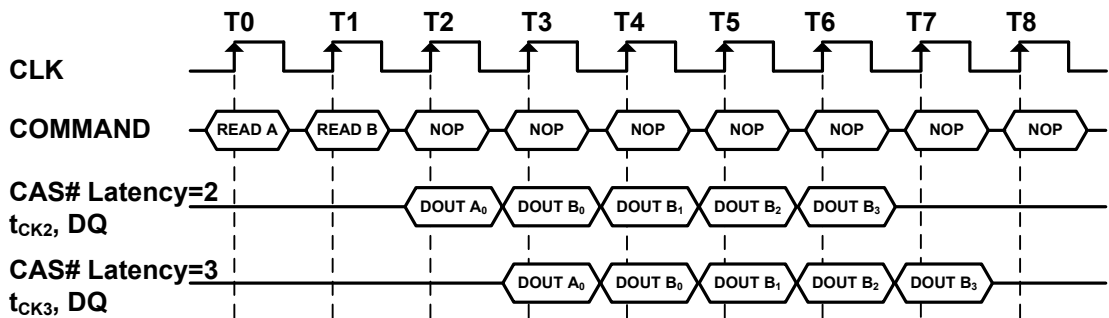 T0 T1 T2 T3 T4 T5 T6 T7 T8
CLK
COMMAND READ A READ B NOP NOP NOP NOP NOP NOP NOP
CAS# Latency=2
tCK2, DQ DOUT A0 DOUT B0 DOUT B1 DOUT B2 DOUT B3
CAS# Latency=3
tCK3, DQ DOUT A0 DOUT B0 DOUT B1 DOUT B2 DOUT B3